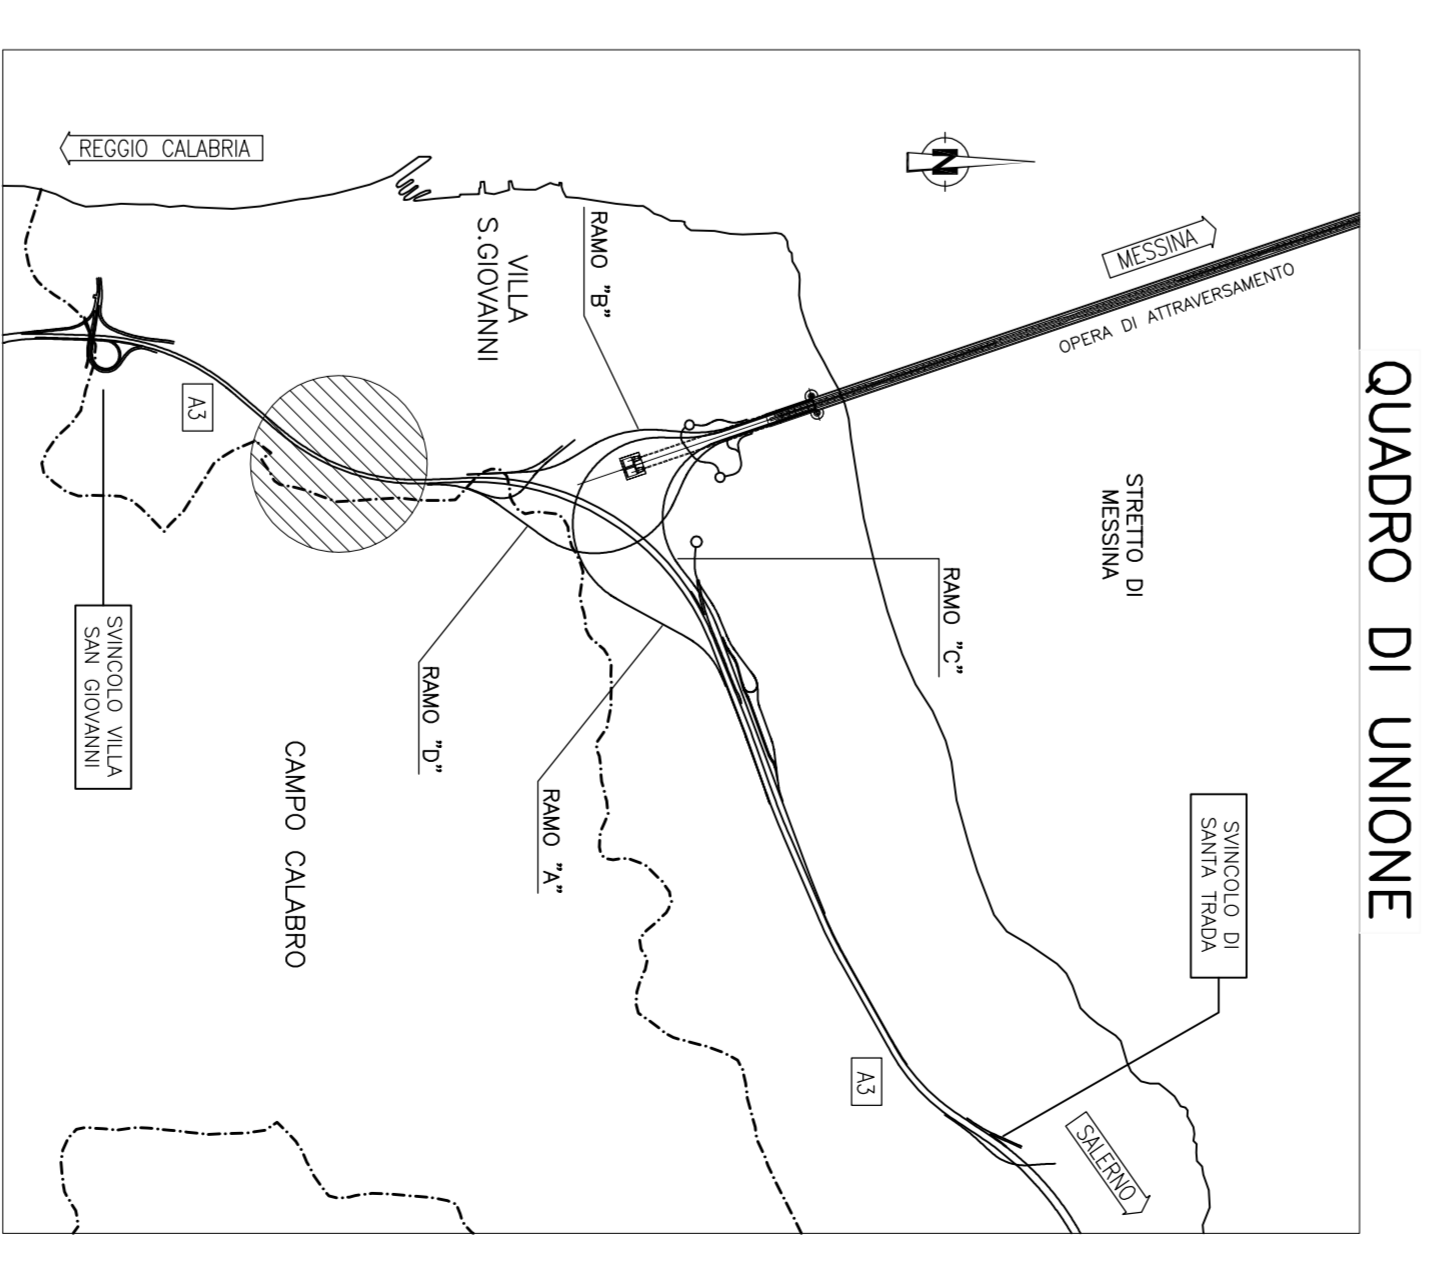 QUADRO DI UNIONE
REGGIO CALABRIA
N
MESSINA
OPERA DI ATTRAVERSAMENTO
VILLA
S.GIOVANNI
RAMO "B"
STRETTO DI
MESSINA
A3
RAMO "C"
SVINCOLO VILLA
SAN GIOVANNI
RAMO "D"
CAMPO CALABRO
RAMO "A"
SVINCOLO DI
SANTA TRADA
A3
SALERNO